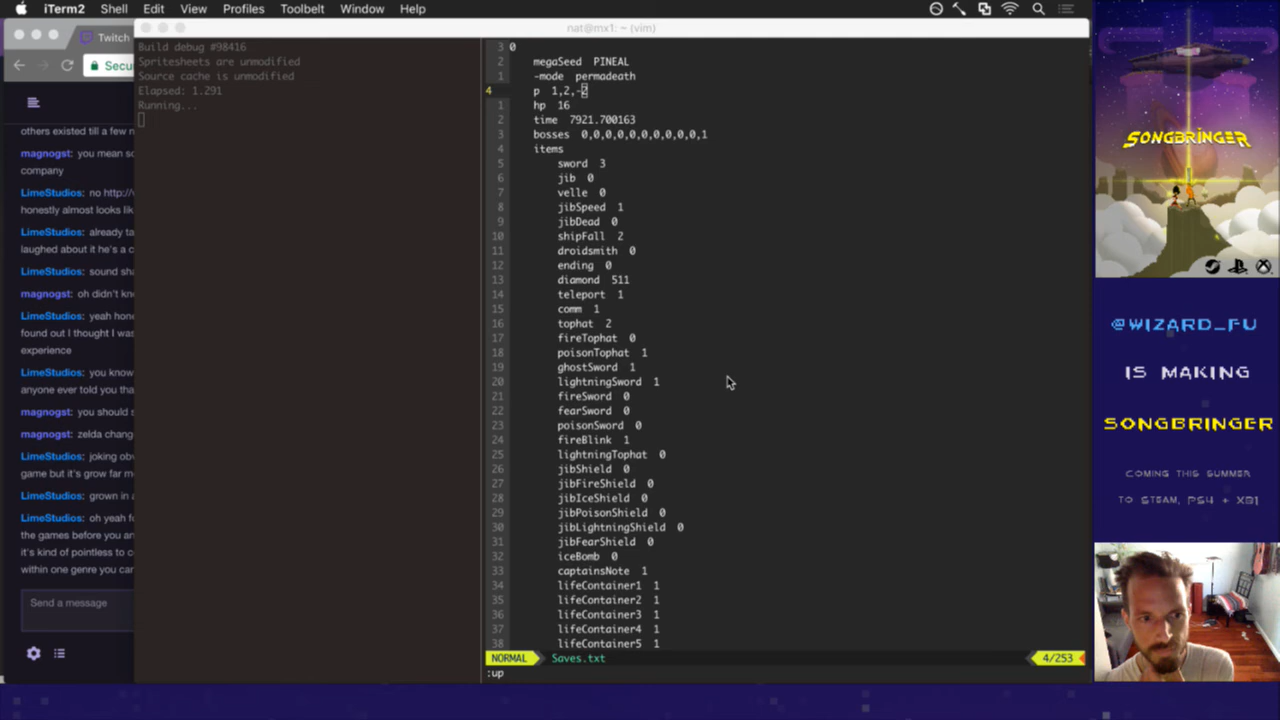 iTerm2 Shell Edit View Profiles Toolbelt Window Help
nat@mx1: ~ (vim)
Twitch
Secu
others existed till a few m
magnogst: you mean so
company
LimeStudios: no http://v
honestly almost looks lik
LimeStudios: already ta
laughed about it he's a c
LimeStudios: sound sha
magnogst: oh didn't kno
LimeStudios: yeah hone
found out I thought I was
experience
LimeStudios: you know
anyone ever told you tha
magnogst: you should s
magnogst: zelda chang
LimeStudios: joking obv
game but it's grow far m
LimeStudios: grown in a
LimeStudios: oh yeah fo
the games before you an
it's kind of pointless to c
within one genre you can
Send a message
Build debug #98416
Spritesheets are unmodified
Source cache is unmodified
Elapsed: 1.291
Running...
3 0
2 megaSeed PINEAL
1 -mode permadeath
4 p 1,2,-2
1 hp 16
2 time 7921.700163
3 bosses 0,0,0,0,0,0,0,0,0,0,1
4 items
5 sword 3
6 jib 0
7 velle 0
8 jibSpeed 1
9 jibDead 0
10 shipFall 2
11 droidsmith 0
12 ending 0
13 diamond 511
14 teleport 1
15 comm 1
16 tophat 2
17 fireTophat 0
18 poisonTophat 1
19 ghostSword 1
20 lightningSword 1
21 fireSword 0
22 fearSword 0
23 poisonSword 0
24 fireBlink 1
25 lightningTophat 0
26 jibShield 0
27 jibFireShield 0
28 jibIceShield 0
29 jibPoisonShield 0
30 jibLightningShield 0
31 jibFearShield 0
32 iceBomb 0
33 captainsNote 1
34 lifeContainer1 1
35 lifeContainer2 1
36 lifeContainer3 1
37 lifeContainer4 1
38 lifeContainer5 1
NORMAL Saves.txt 4/253
:up
SONGBRINGER
@WIZARD_FU
IS MAKING
SONGBRINGER
COMING THIS SUMMER
TO STEAM, PS4 + XB1